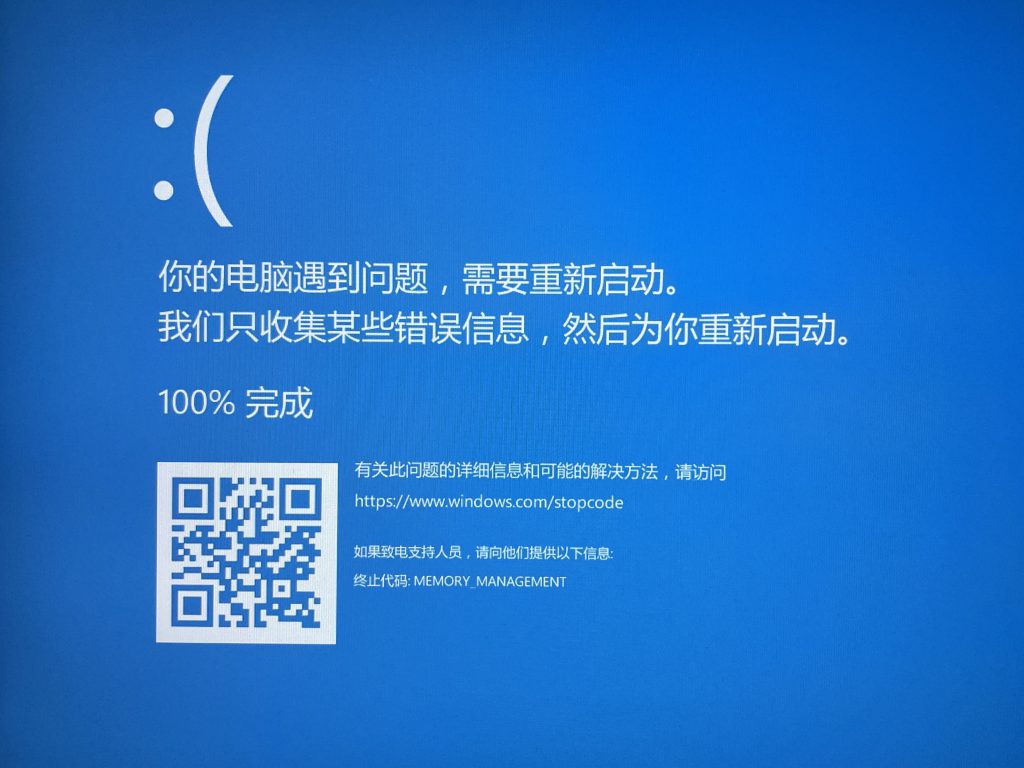 :(
你的电脑遇到问题，需要重新启动。
我们只收集某些错误信息，然后为你重新启动。
100% 完成
有关此问题的详细信息和可能的解决方法，请访问
https://www.windows.com/stopcode
如果致电支持人员，请向他们提供以下信息:
终止代码: MEMORY_MANAGEMENT